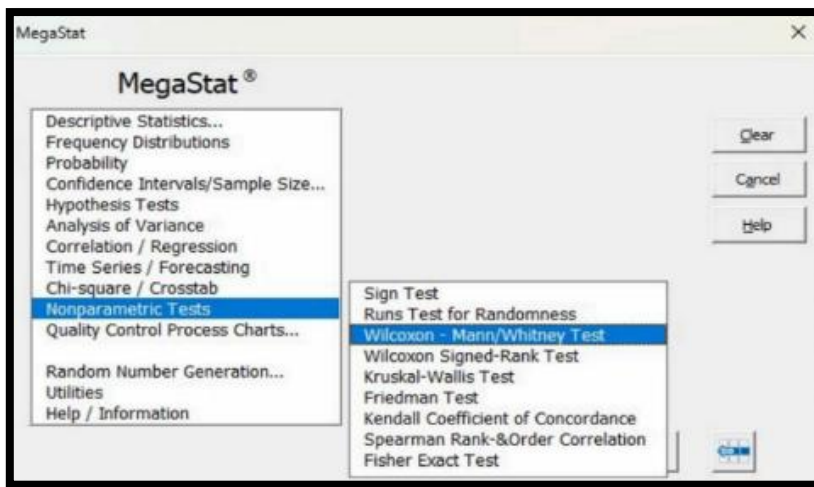 MegaStat
MegaStat ®
Descriptive Statistics...
Frequency Distributions
Probability
Confidence Intervals/Sample Size...
Hypothesis Tests
Analysis of Variance
Correlation / Regression
Time Series / Forecasting
Chi-square / Crosstab
Nonparametric Tests
Quality Control Process Charts...
Random Number Generation...
Utilities
Help / Information
Sign Test
Runs Test for Randomness
Wilcoxon - Mann/Whitney Test
Wilcoxon Signed-Rank Test
Kruskal-Wallis Test
Friedman Test
Kendall Coefficient of Concordance
Spearman Rank-&Order Correlation
Fisher Exact Test
Clear
Cancel
Help